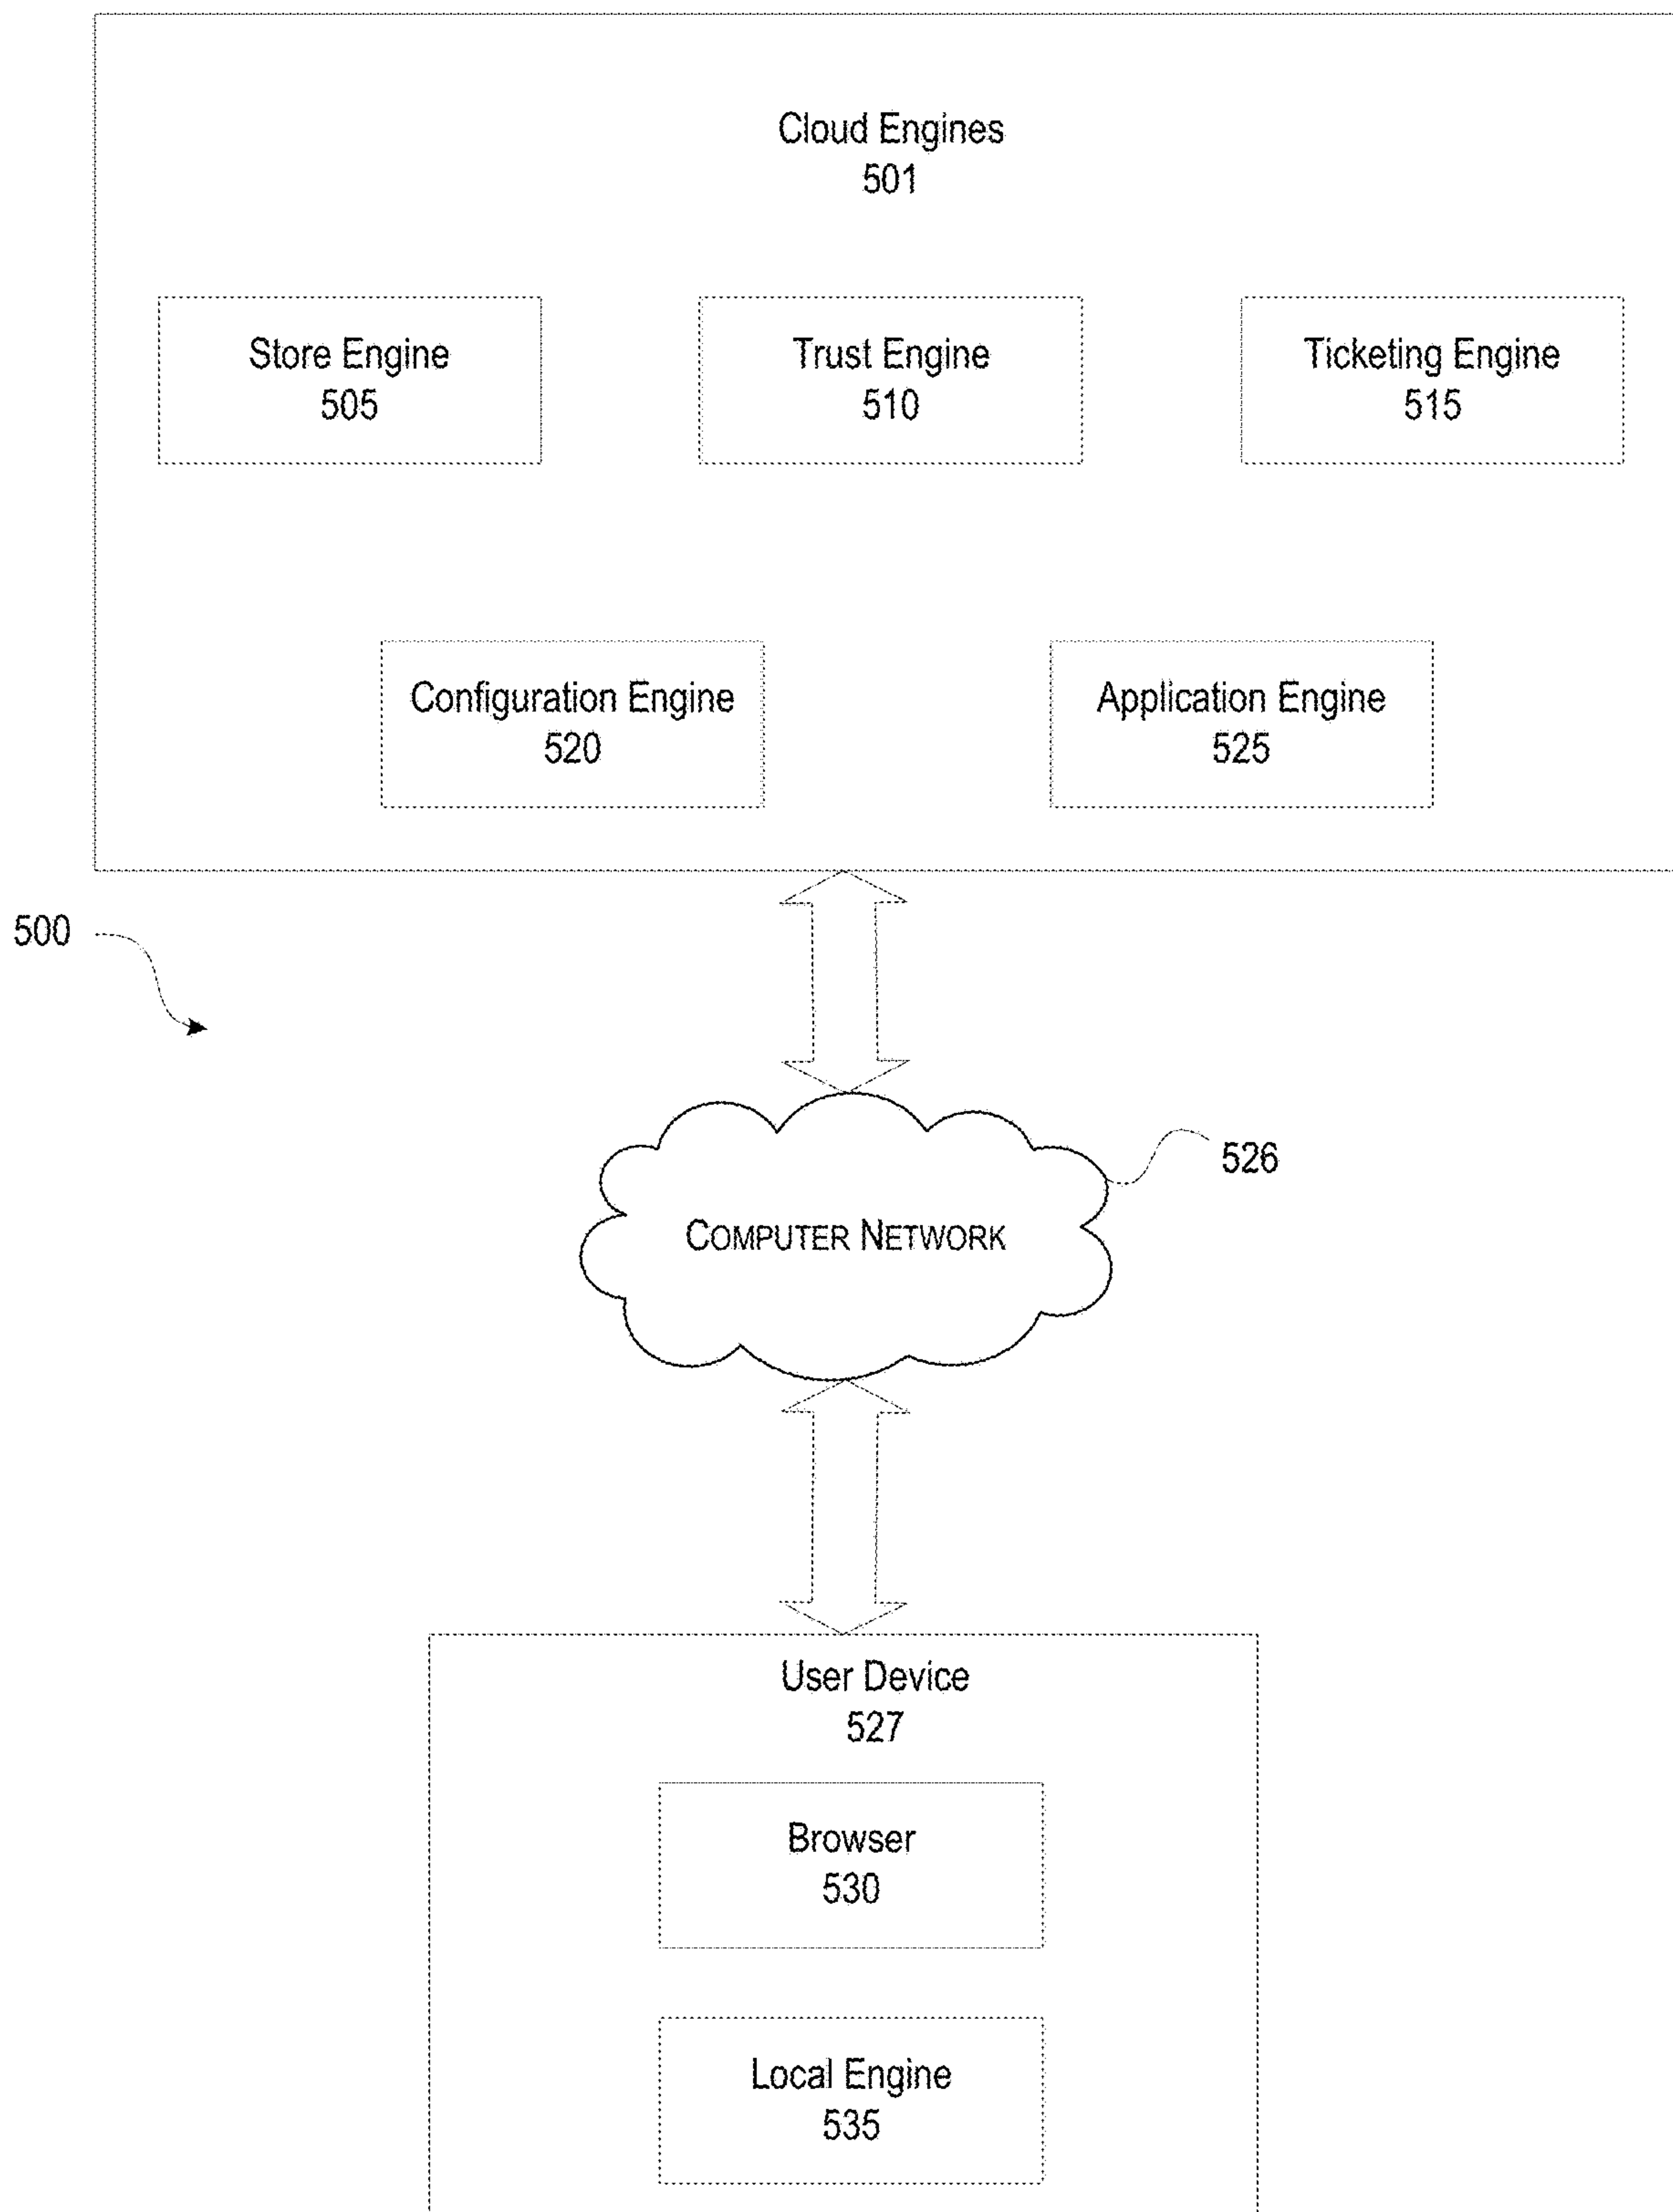 Cloud Engines
501
Store Engine
505
Trust Engine
510
Ticketing Engine
515
Configuration Engine
520
Application Engine
525
500
526
COMPUTER NETWORK
User Device
527
Browser
530
Local Engine
535